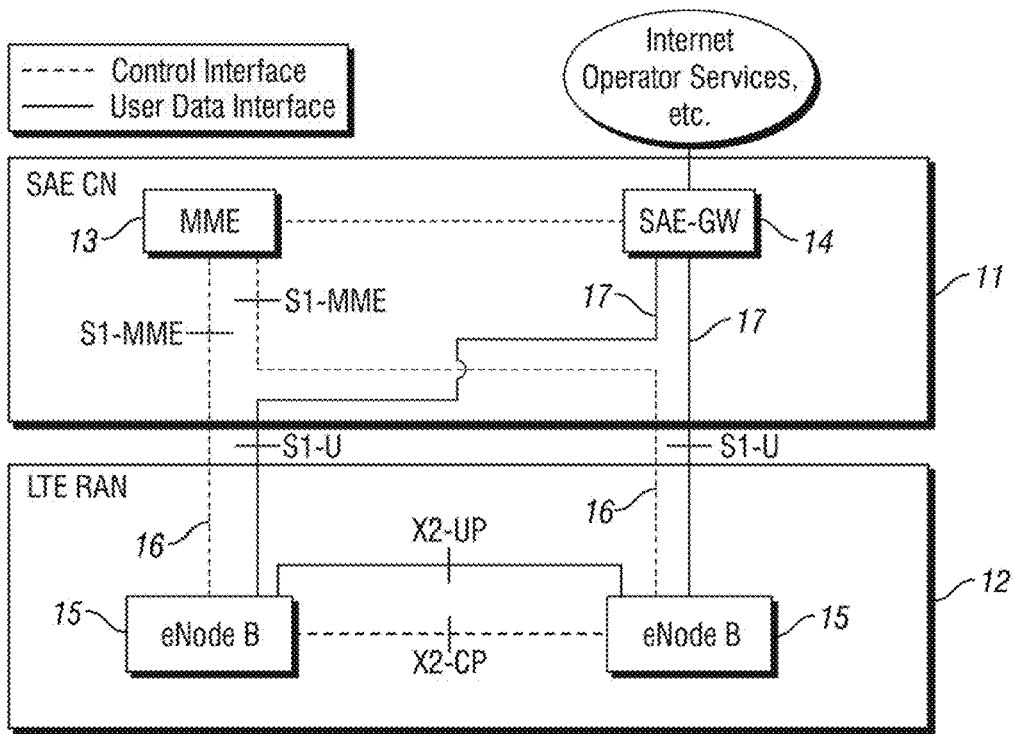 Control Interface
User Data Interface
Internet
Operator Services,
etc.
SAE CN
MME
SAE-GW
13
14
11
S1-MME
17
S1-MME
17
S1-U
S1-U
LTE RAN
16
16
X2-UP
12
15
eNode B
eNode B
15
X2-CP